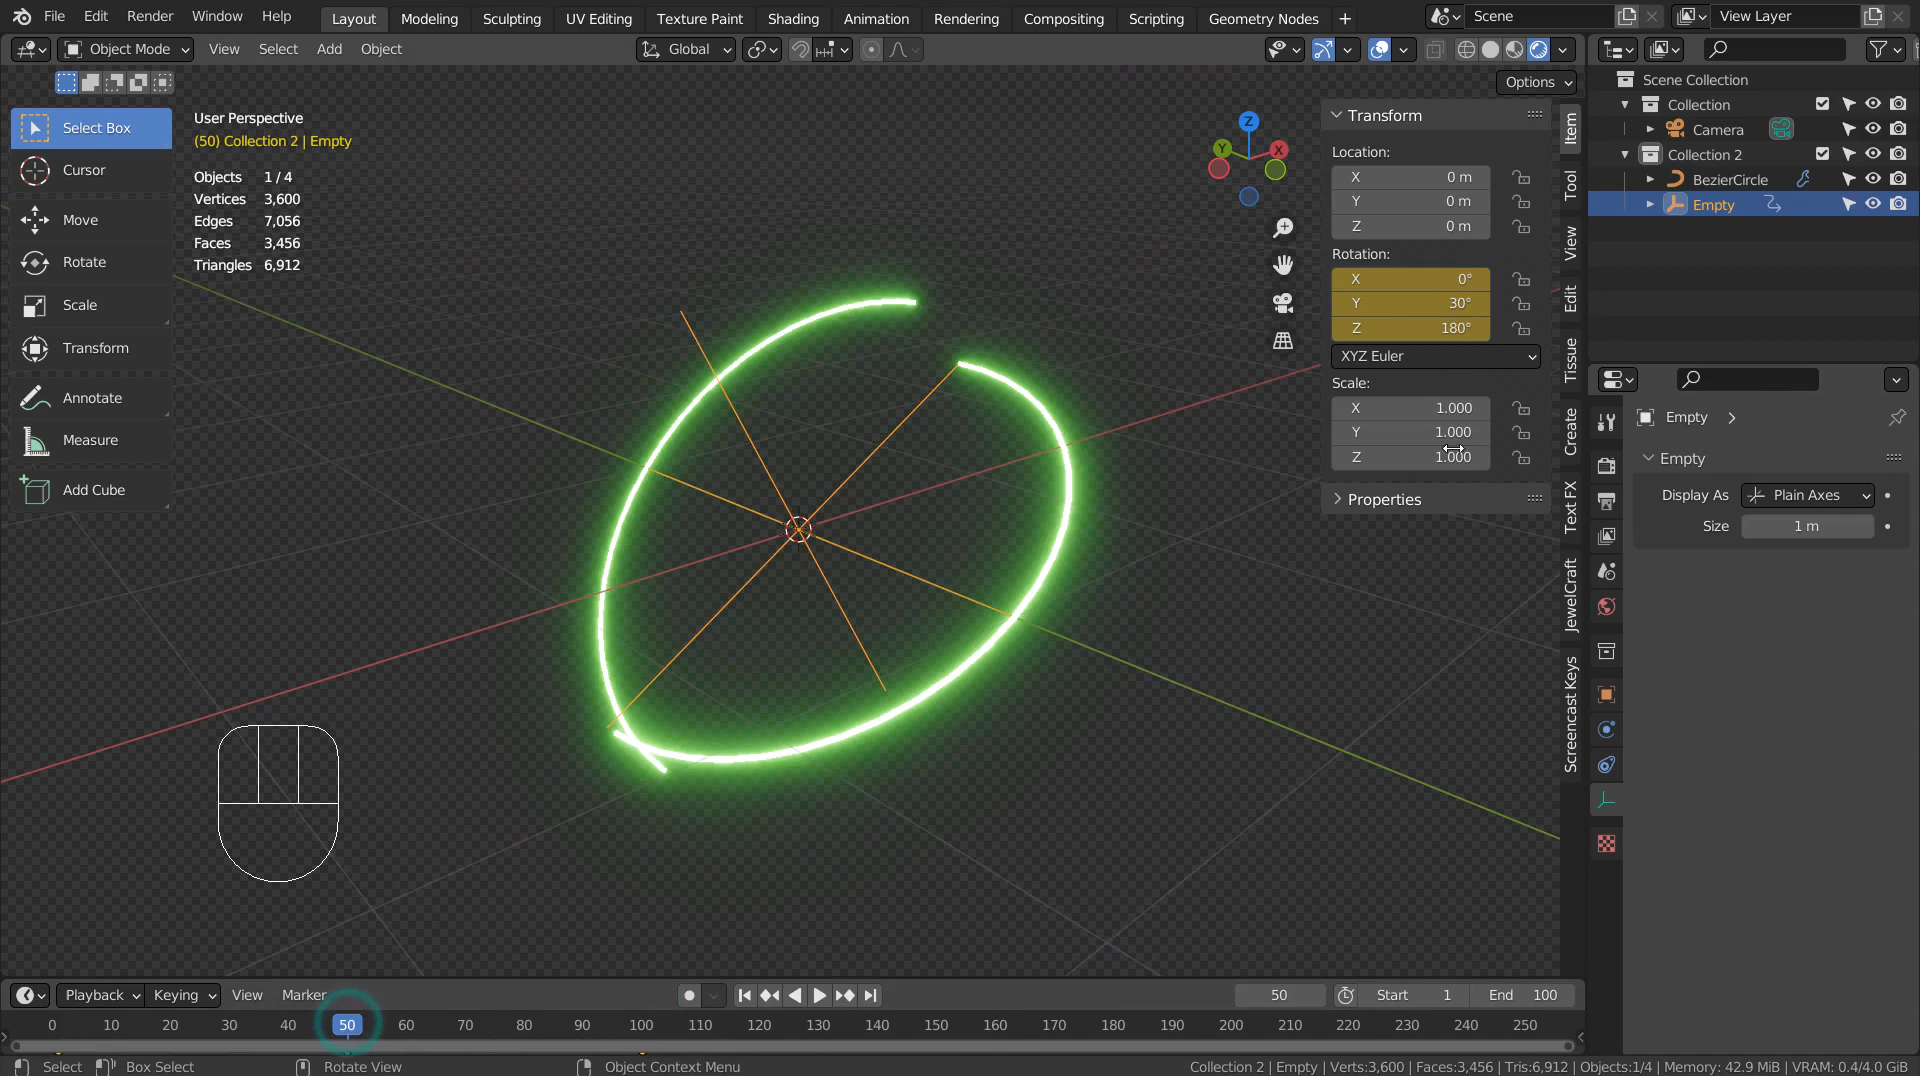 File Edit Render Window Help Layout Modeling Sculpting UV Editing Texture Paint Shading Animation Rendering Compositing Scripting Geometry Nodes + Scene View Layer
Object Mode View Select Add Object Global
Options
Select Box
Cursor
Move
Rotate
Scale
Transform
Annotate
Measure
Add Cube
User Perspective
(50) Collection 2 | Empty
Objects 1 / 4
Vertices 3,600
Edges 7,056
Faces 3,456
Triangles 6,912
Z
Y
X
Transform
Location:
X 0 m
Y 0 m
Z 0 m
Rotation:
X 0°
Y 30°
Z 180°
XYZ Euler
Scale:
X 1.000
Y 1.000
Z 1.000
Properties
Item
Tool
View
Edit
Tissue
Create
Text FX
JewelCraft
Screencast Keys
Scene Collection
Collection
Camera
Collection 2
BezierCircle
Empty
Empty
Empty
Display As Plain Axes
Size 1 m
Playback Keying View Marker 50 Start 1 End 100
0 10 20 30 40 50 60 70 80 90 100 110 120 130 140 150 160 170 180 190 200 210 220 230 240 250
Select Box Select Rotate View Object Context Menu Collection 2 | Empty | Verts:3,600 | Faces:3,456 | Tris:6,912 | Objects:1/4 | Memory: 42.9 MiB | VRAM: 0.4/4.0 GiB